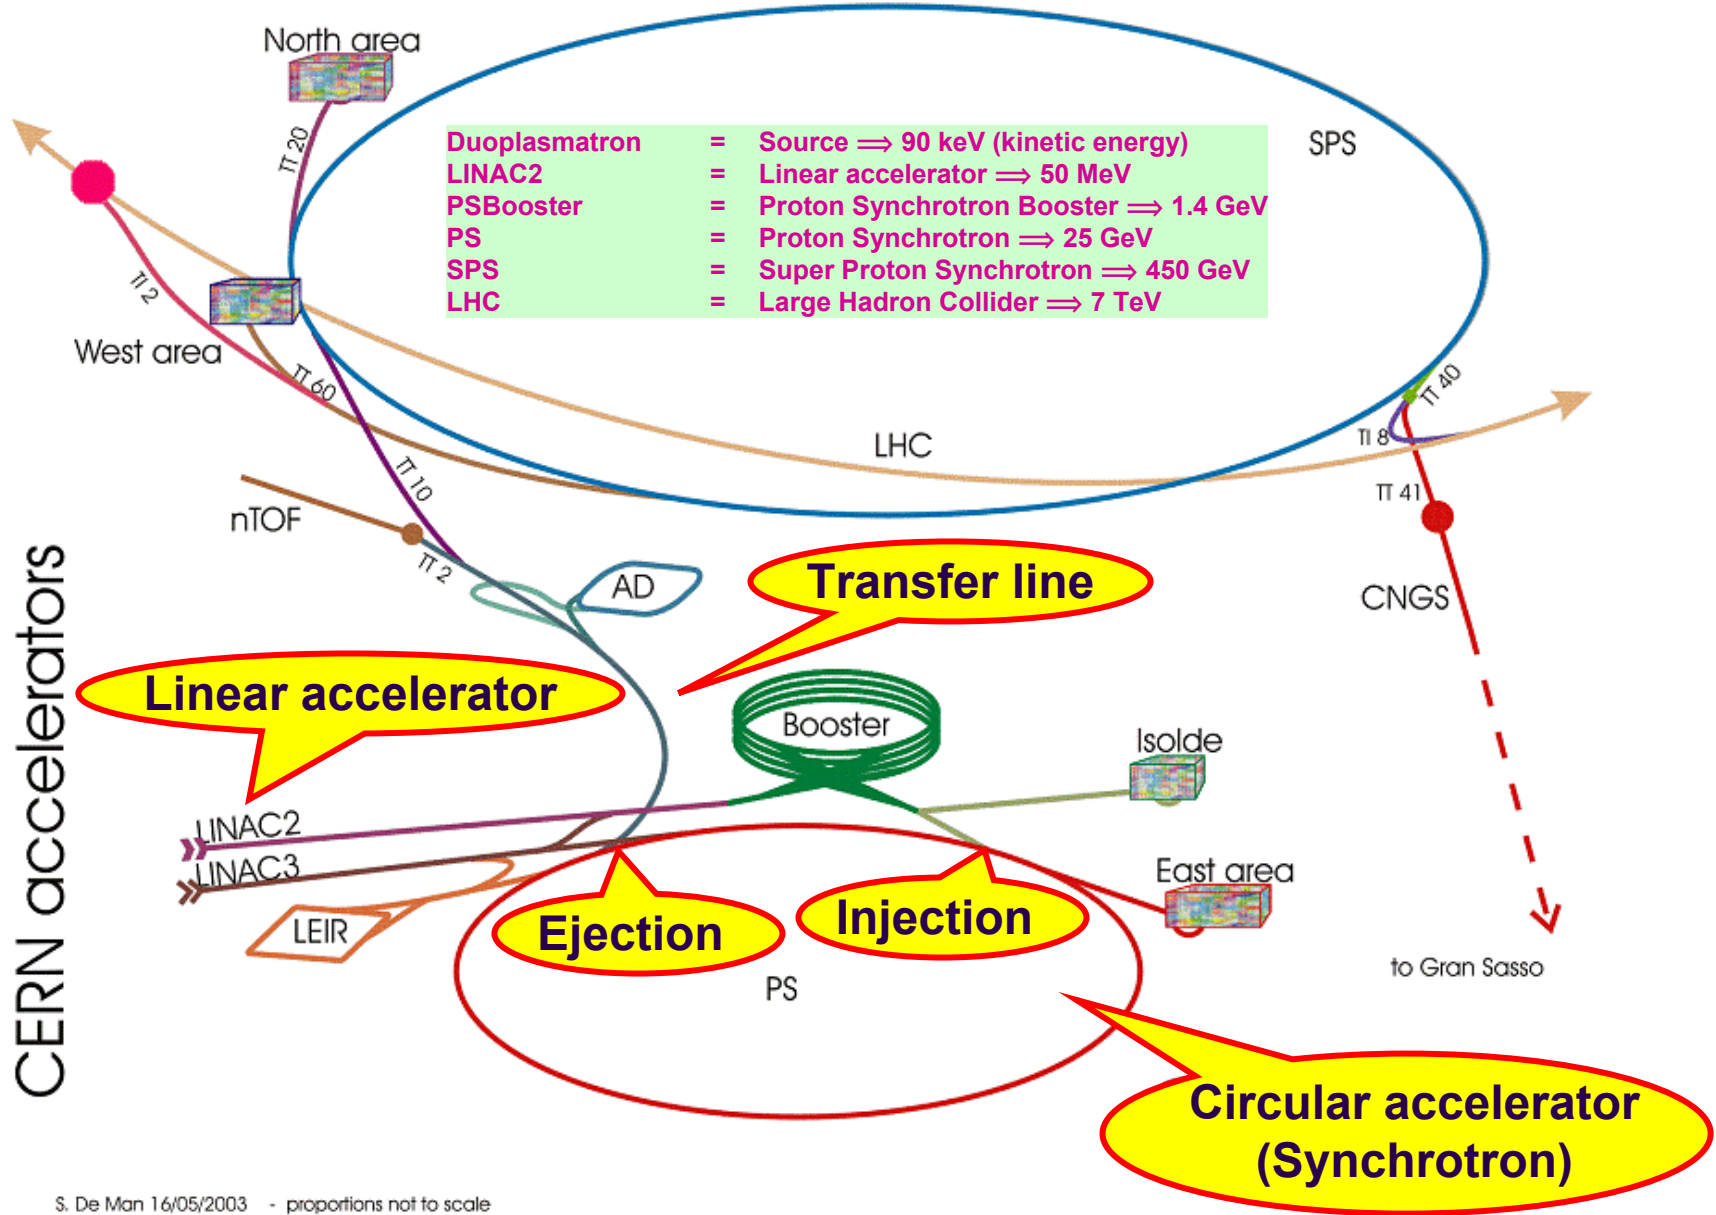 North area
TT 20
SPS
Duoplasmatron = Source ⟹ 90 keV (kinetic energy)
LINAC2 = Linear accelerator ⟹ 50 MeV
PSBooster = Proton Synchrotron Booster ⟹ 1.4 GeV
PS = Proton Synchrotron ⟹ 25 GeV
SPS = Super Proton Synchrotron ⟹ 450 GeV
LHC = Large Hadron Collider ⟹ 7 TeV
TI 2
West area
TT 60
TT 40
TI 8
LHC
TT 10
TT 41
nTOF
TT 2
AD
Transfer line
CNGS
CERN accelerators
Linear accelerator
Booster
Isolde
LINAC2
LINAC3
East area
LEIR
Ejection
Injection
to Gran Sasso
PS
Circular accelerator
(Synchrotron)
S. De Man 16/05/2003 - proportions not to scale